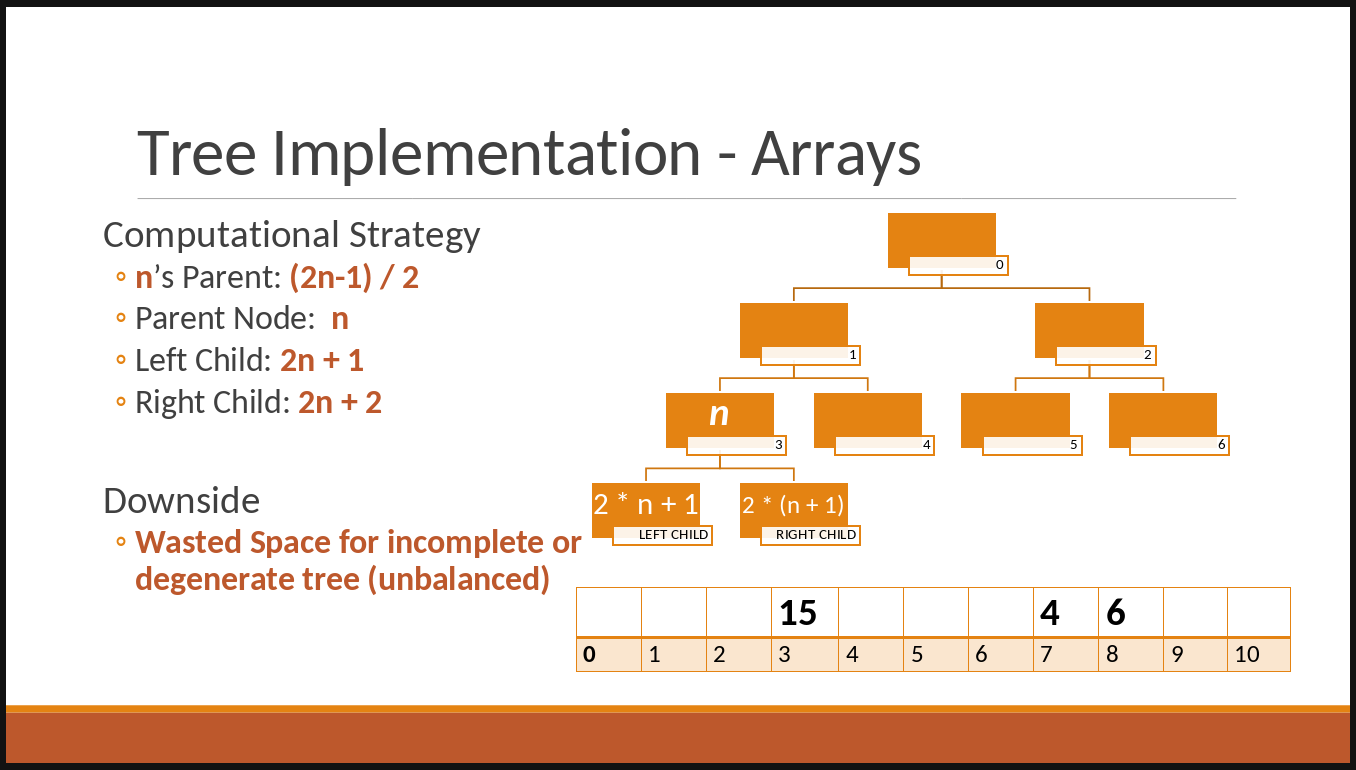 Tree Implementation - Arrays
Computational Strategy
n's Parent: (2n-1) / 2
Parent Node: n
Left Child: 2n + 1
Right Child: 2n + 2
Downside
Wasted Space for incomplete or
degenerate tree (unbalanced)
0
1
2
n
3
4
5
6
2 * n + 1
LEFT CHILD
2 * (n + 1)
RIGHT CHILD
15 4 6
0 1 2 3 4 5 6 7 8 9 10